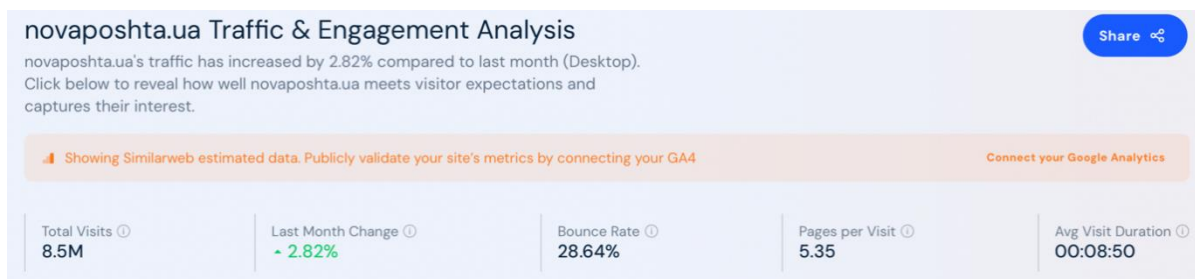 novaposhta.ua Traffic & Engagement Analysis
Share
novaposhta.ua's traffic has increased by 2.82% compared to last month (Desktop).
Click below to reveal how well novaposhta.ua meets visitor expectations and
captures their interest.
Showing Similarweb estimated data. Publicly validate your site's metrics by connecting your GA4
Connect your Google Analytics
Total Visits
8.5M
Last Month Change
2.82%
Bounce Rate
28.64%
Pages per Visit
5.35
Avg Visit Duration
00:08:50